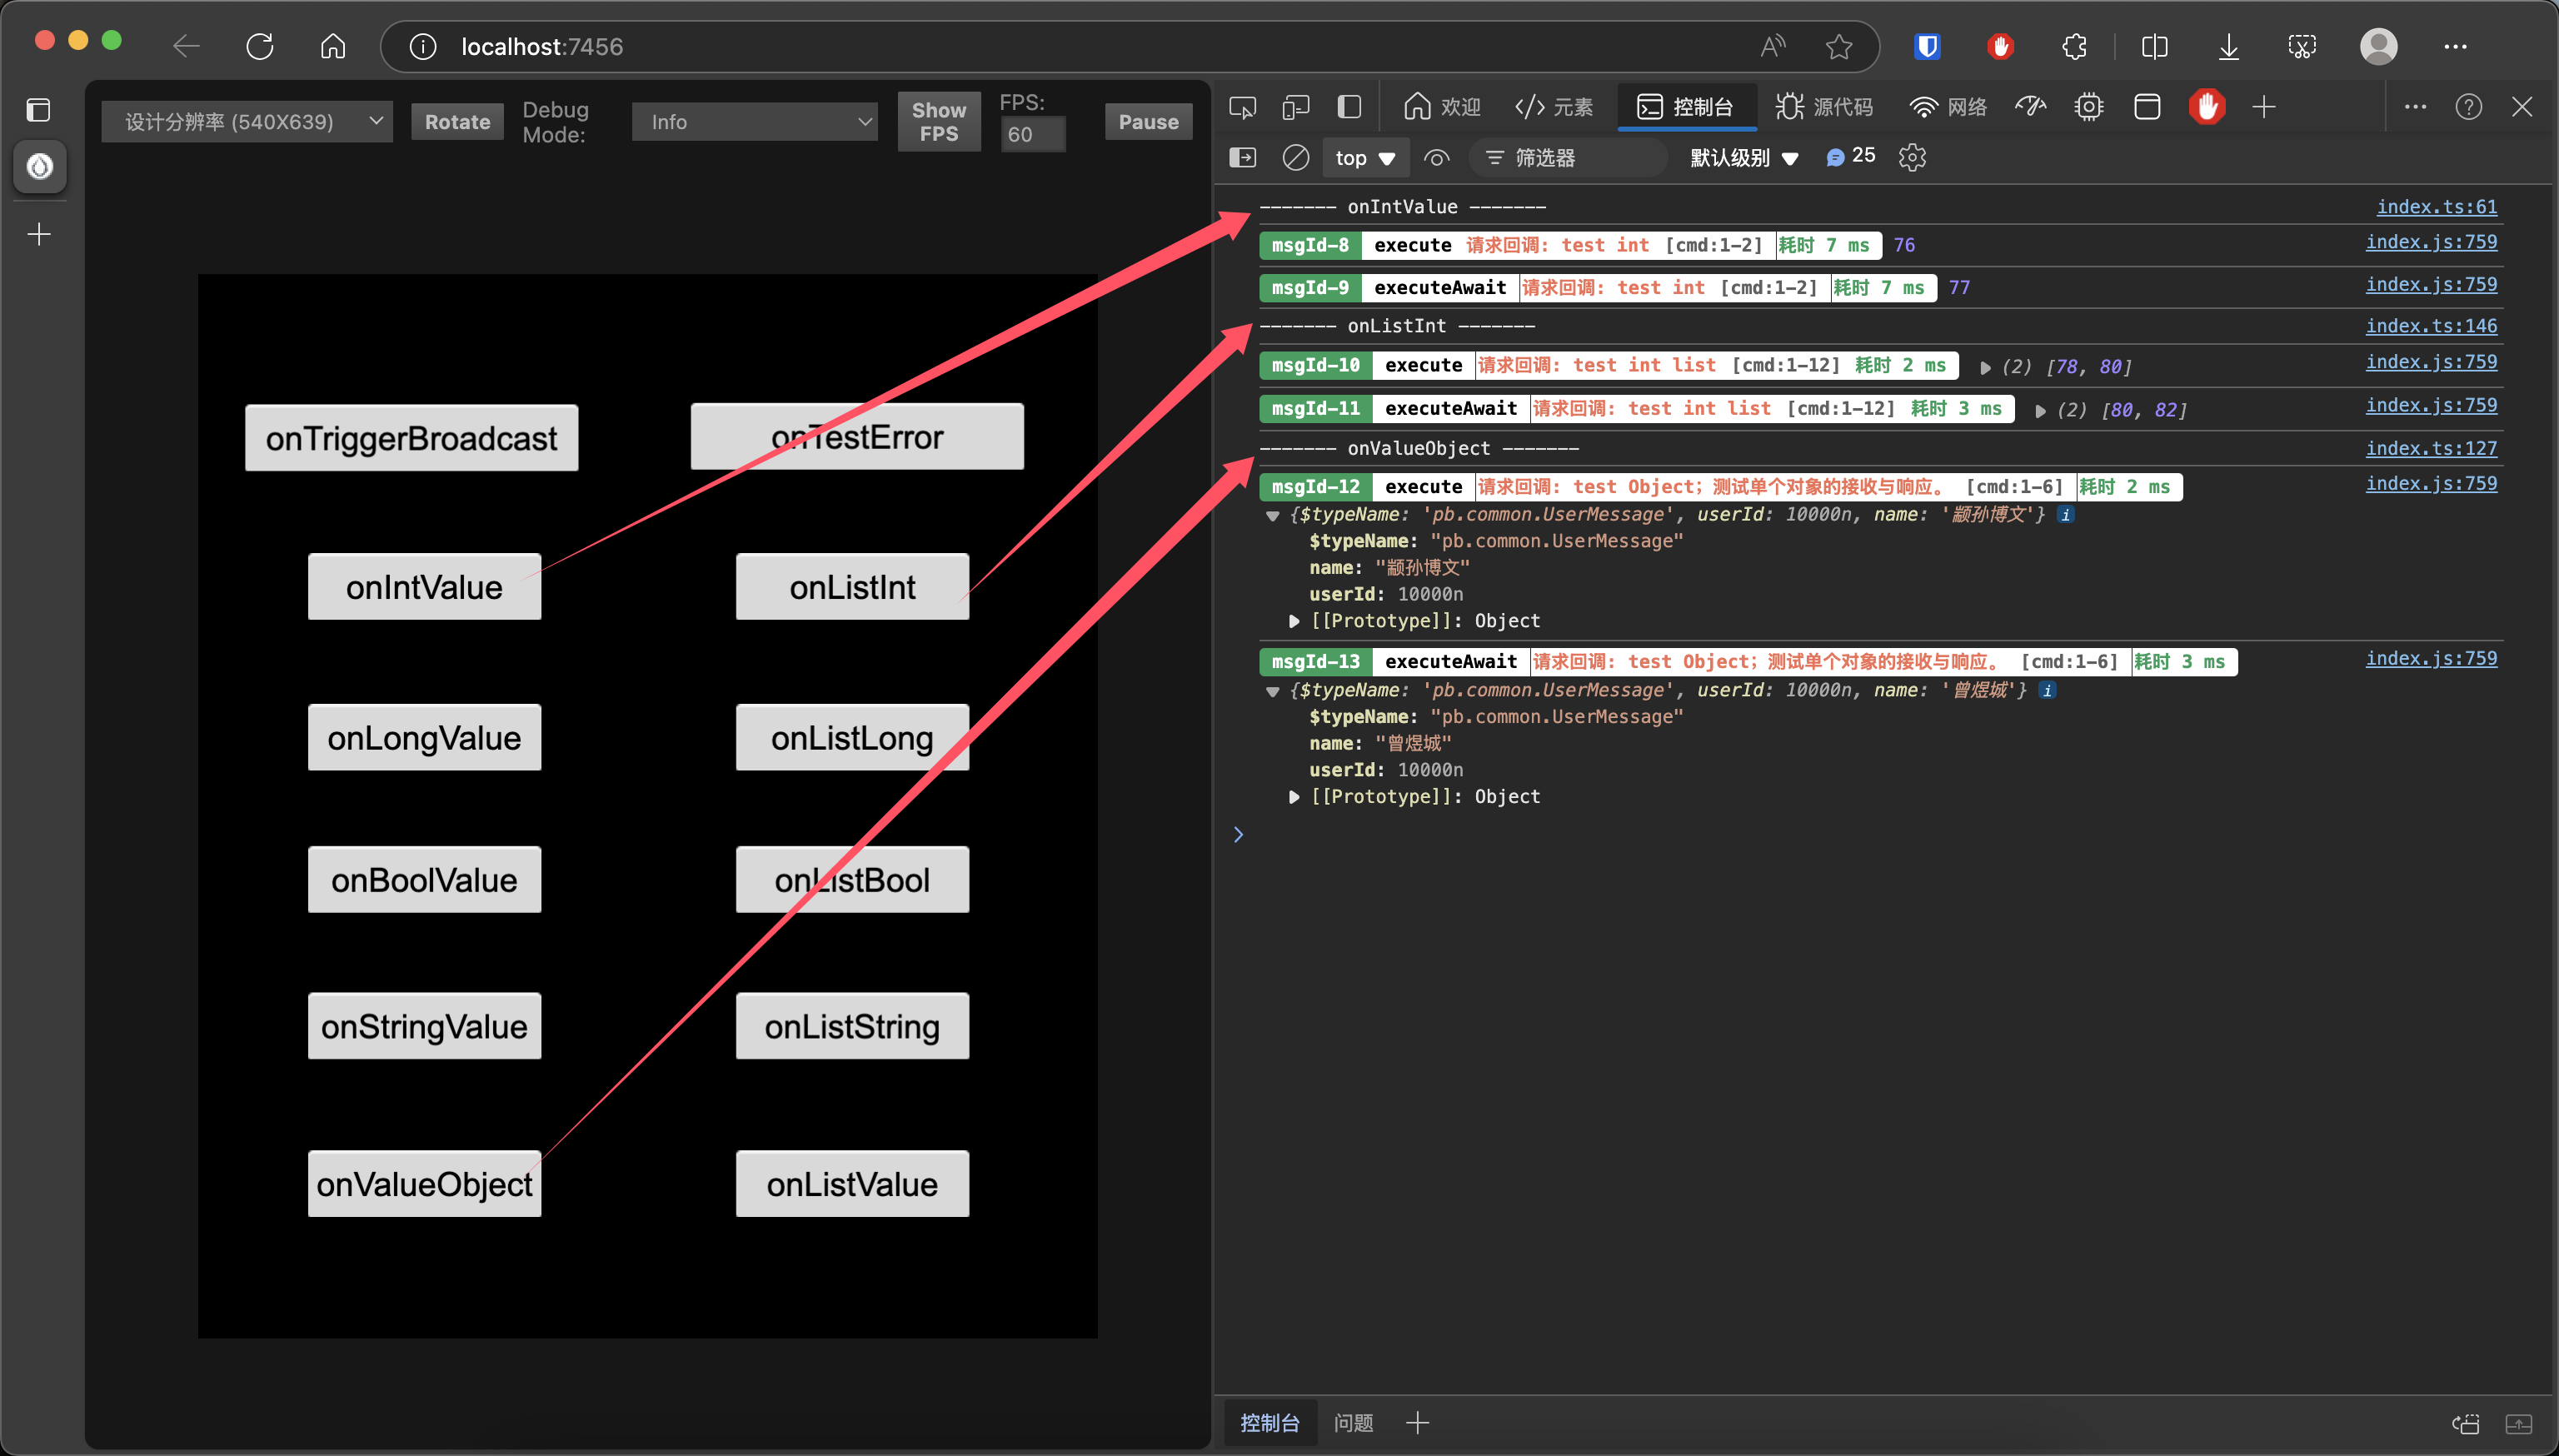 localhost:7456
设计分辨率 (540X639)
Rotate
Debug Mode:
Info
Show FPS
FPS:
60
Pause
onTriggerBroadcast
onTestError
onIntValue
onListInt
onLongValue
onListLong
onBoolValue
onListBool
onStringValue
onListString
onValueObject
onListValue
欢迎
</> 元素
控制台
源代码
网络
top
筛选器
默认级别
25
------- onIntValue ------- index.ts:61
msgId-8 execute 请求回调: test int [cmd:1-2] 耗时 7 ms 76 index.js:759
msgId-9 executeAwait 请求回调: test int [cmd:1-2] 耗时 7 ms 77 index.js:759
------- onListInt ------- index.ts:146
msgId-10 execute 请求回调: test int list [cmd:1-12] 耗时 2 ms (2) [78, 80] index.js:759
msgId-11 executeAwait 请求回调: test int list [cmd:1-12] 耗时 3 ms (2) [80, 82] index.js:759
------- onValueObject ------- index.ts:127
msgId-12 execute 请求回调: test Object；测试单个对象的接收与响应。 [cmd:1-6] 耗时 2 ms index.js:759
{$typeName: 'pb.common.UserMessage', userId: 10000n, name: '颛孙博文'} i
$typeName: "pb.common.UserMessage"
name: "颛孙博文"
userId: 10000n
[[Prototype]]: Object
msgId-13 executeAwait 请求回调: test Object；测试单个对象的接收与响应。 [cmd:1-6] 耗时 3 ms index.js:759
{$typeName: 'pb.common.UserMessage', userId: 10000n, name: '曾煜城'} i
$typeName: "pb.common.UserMessage"
name: "曾煜城"
userId: 10000n
[[Prototype]]: Object
控制台
问题